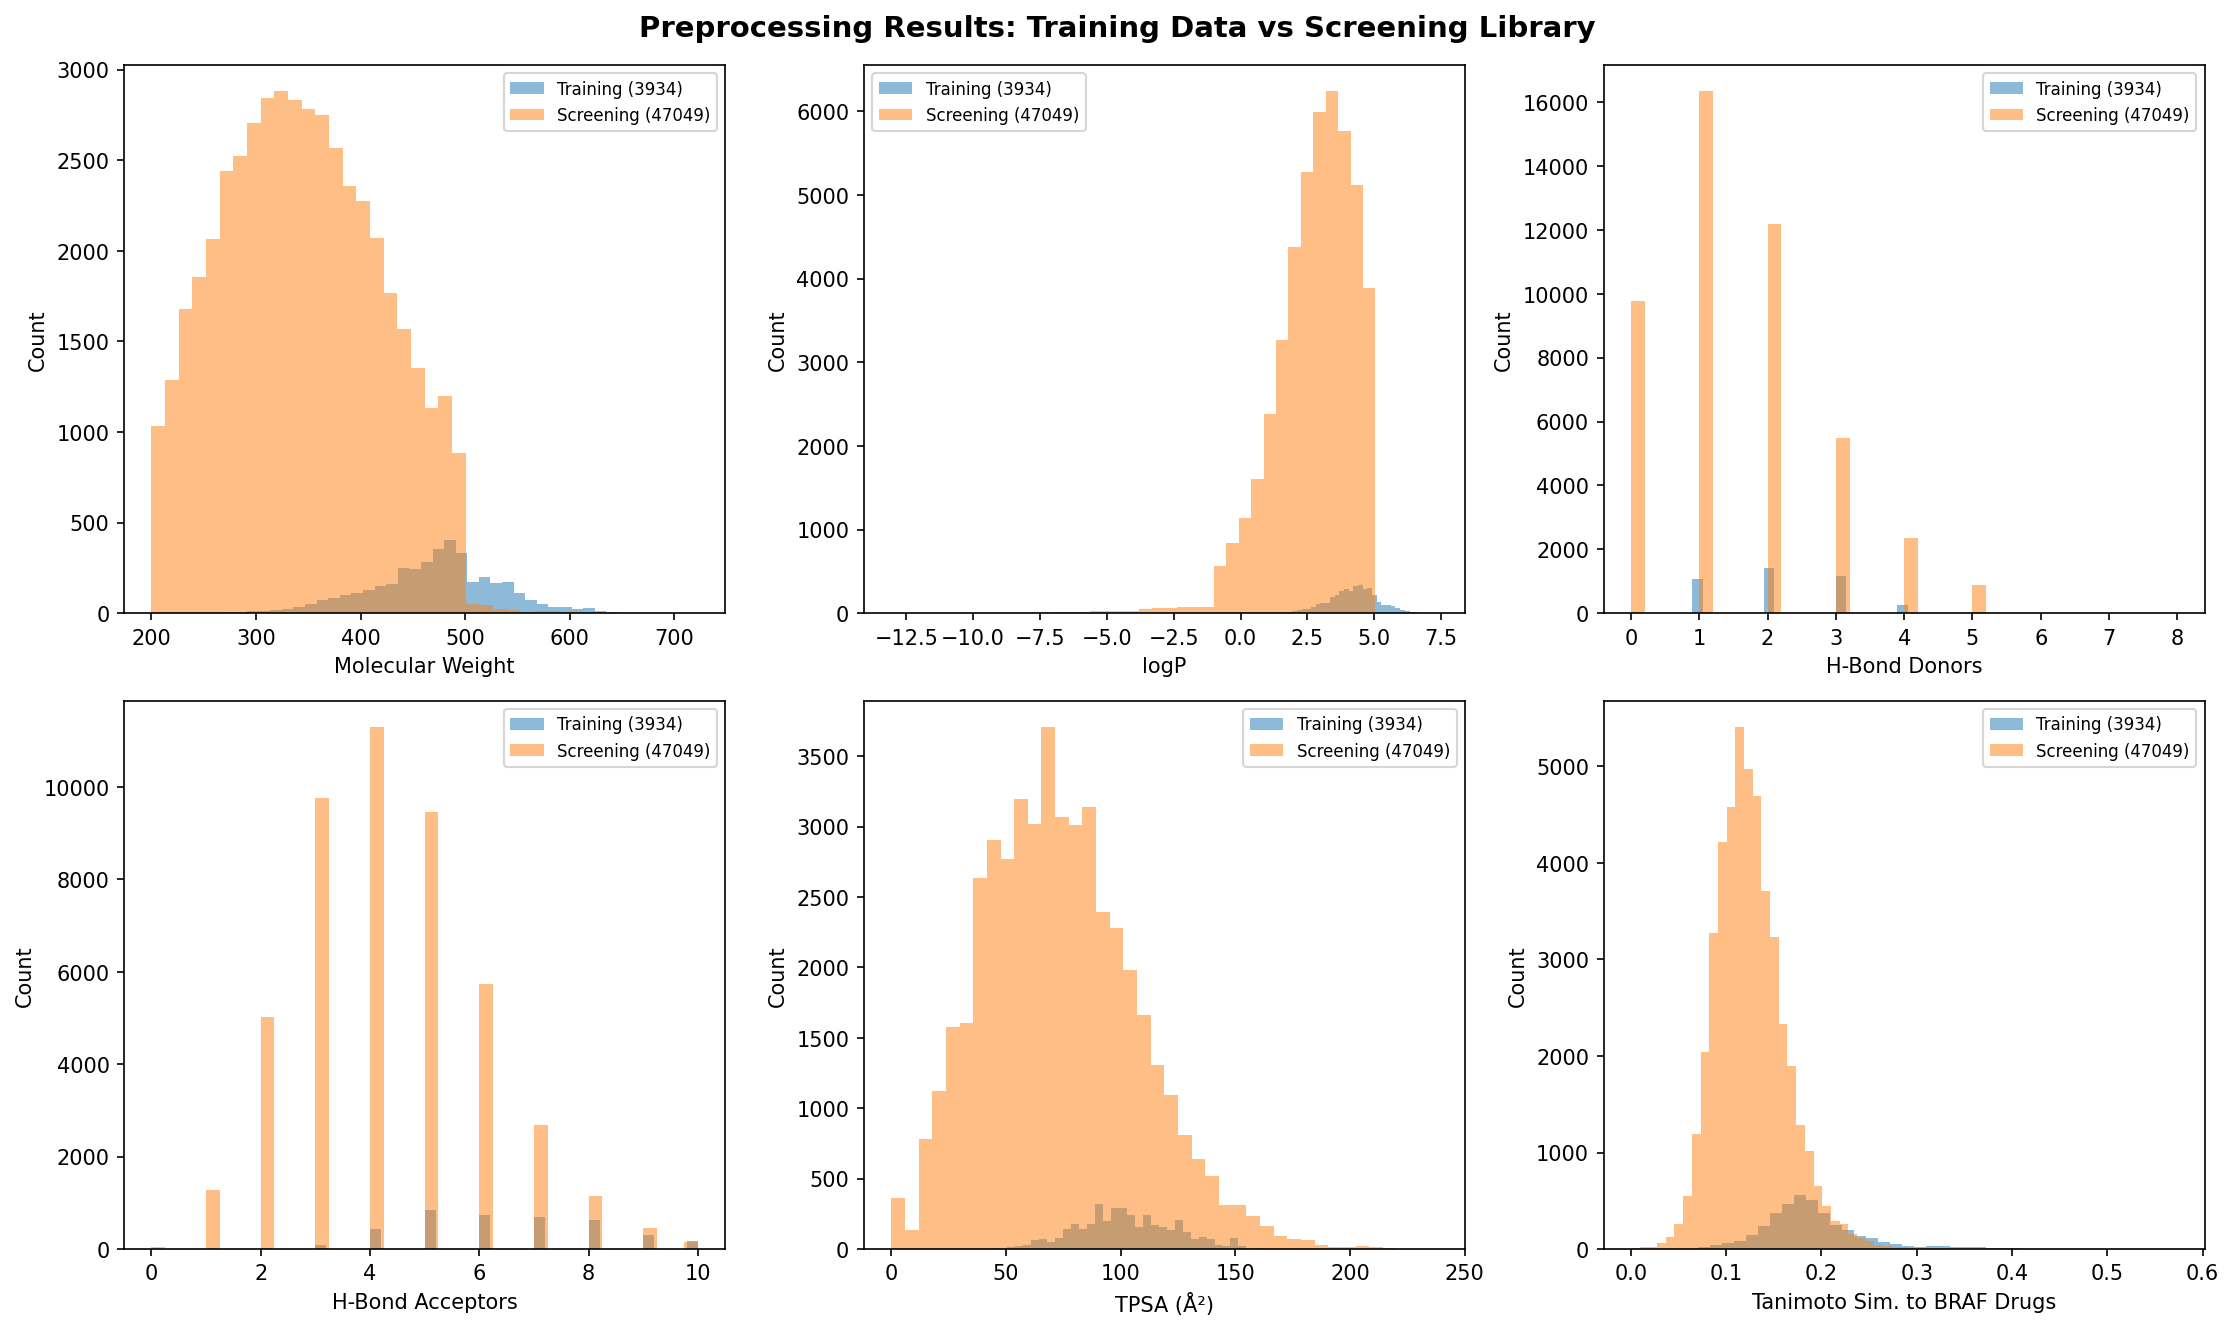 Preprocessing Results: Training Data vs Screening Library
Training (3934)
Screening (47049)
Count
3000
2500
2000
1500
1000
500
0
200 300 400 500 600 700
Molecular Weight
Training (3934)
Screening (47049)
Count
6000
5000
4000
3000
2000
1000
0
−12.5 −10.0 −7.5 −5.0 −2.5 0.0 2.5 5.0 7.5
logP
Training (3934)
Screening (47049)
Count
16000
14000
12000
10000
8000
6000
4000
2000
0
0 1 2 3 4 5 6 7 8
H-Bond Donors
Training (3934)
Screening (47049)
Count
10000
8000
6000
4000
2000
0
0 2 4 6 8 10
H-Bond Acceptors
Training (3934)
Screening (47049)
Count
3500
3000
2500
2000
1500
1000
500
0
0 50 100 150 200 250
TPSA (Å²)
Training (3934)
Screening (47049)
Count
5000
4000
3000
2000
1000
0
0.0 0.1 0.2 0.3 0.4 0.5 0.6
Tanimoto Sim. to BRAF Drugs